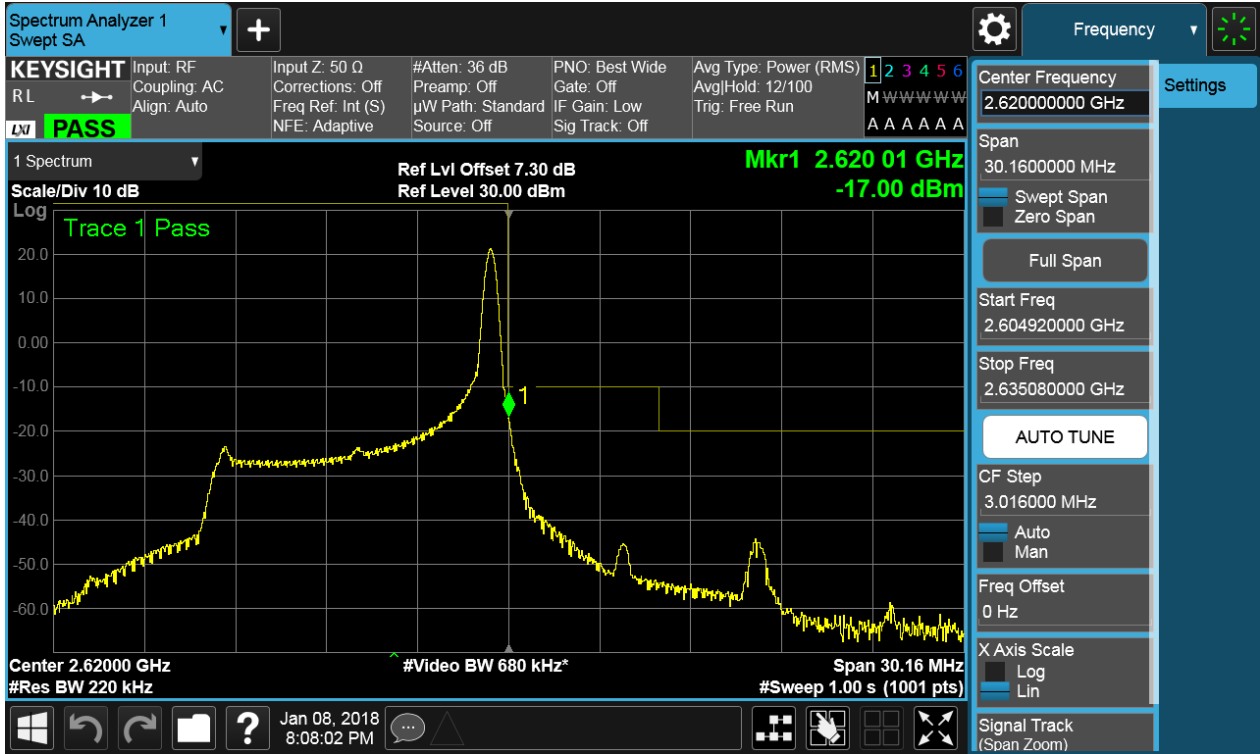 Spectrum Analyzer 1
Swept SA
Frequency
KEYSIGHT
RL
LXI
PASS
Input: RF
Coupling: AC
Align: Auto
Input Z: 50 Ω
Corrections: Off
Freq Ref: Int (S)
NFE: Adaptive
#Atten: 36 dB
Preamp: Off
µW Path: Standard
Source: Off
PNO: Best Wide
Gate: Off
IF Gain: Low
Sig Track: Off
Avg Type: Power (RMS)
Avg|Hold: 12/100
Trig: Free Run
1 2 3 4 5 6
M W W W W W
A A A A A A
1 Spectrum
Scale/Div 10 dB
Ref Lvl Offset 7.30 dB
Ref Level 30.00 dBm
Mkr1 2.620 01 GHz
-17.00 dBm
Log
Trace 1 Pass
20.0
10.0
0.00
-10.0
1
-20.0
-30.0
-40.0
-50.0
-60.0
Center 2.62000 GHz
#Res BW 220 kHz
#Video BW 680 kHz*
Span 30.16 MHz
#Sweep 1.00 s (1001 pts)
Jan 08, 2018
8:08:02 PM
Center Frequency
2.620000000 GHz
Span
30.1600000 MHz
Swept Span
Zero Span
Full Span
Start Freq
2.604920000 GHz
Stop Freq
2.635080000 GHz
AUTO TUNE
CF Step
3.016000 MHz
Auto
Man
Freq Offset
0 Hz
X Axis Scale
Log
Lin
Signal Track
(Span Zoom)
Settings